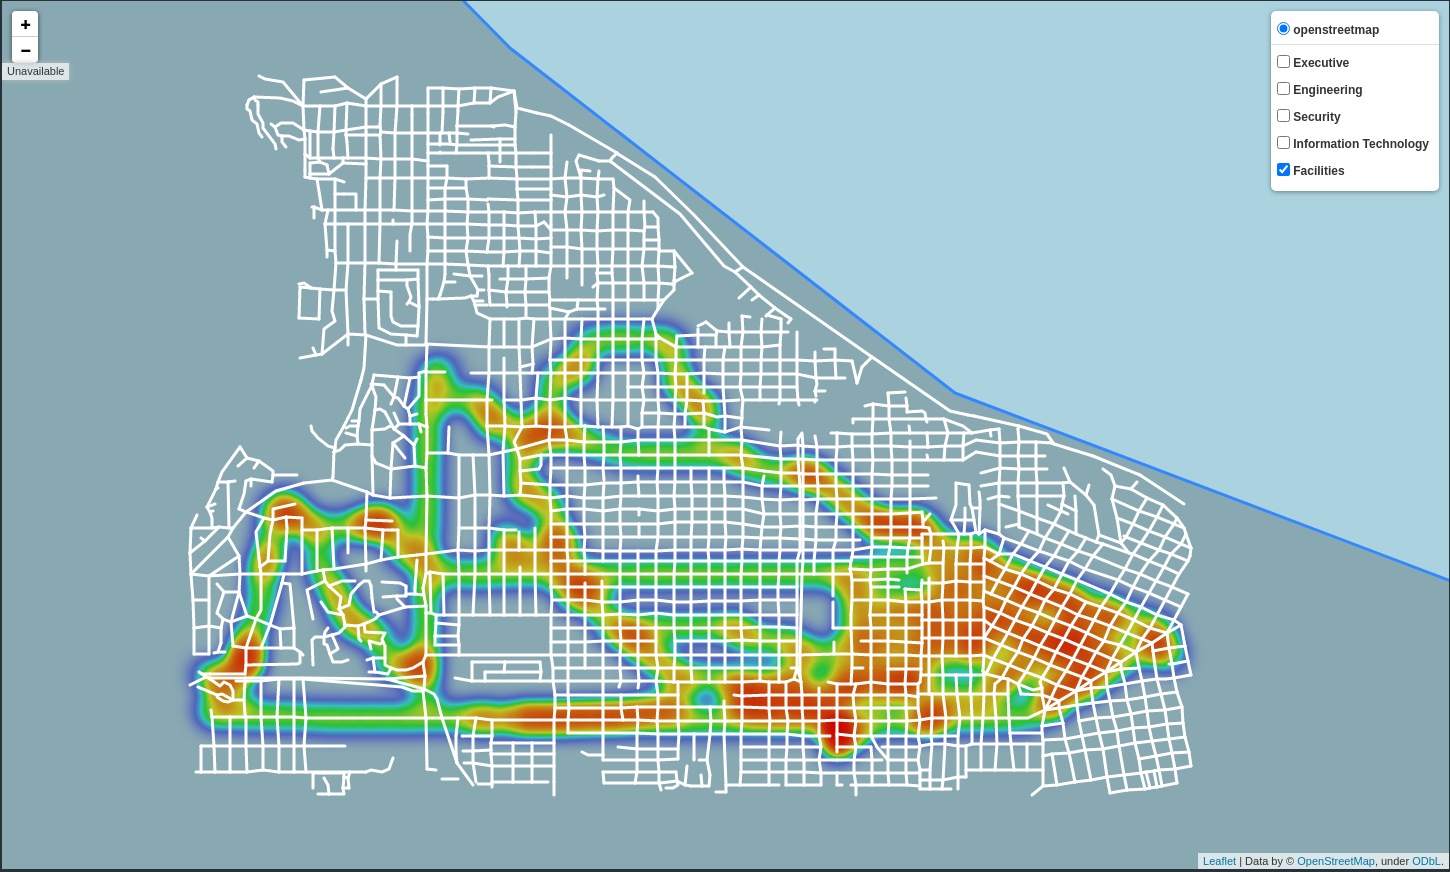 +
−
Unavailable
openstreetmap
Executive
Engineering
Security
Information Technology
Facilities
Leaflet | Data by © OpenStreetMap, under ODbL.